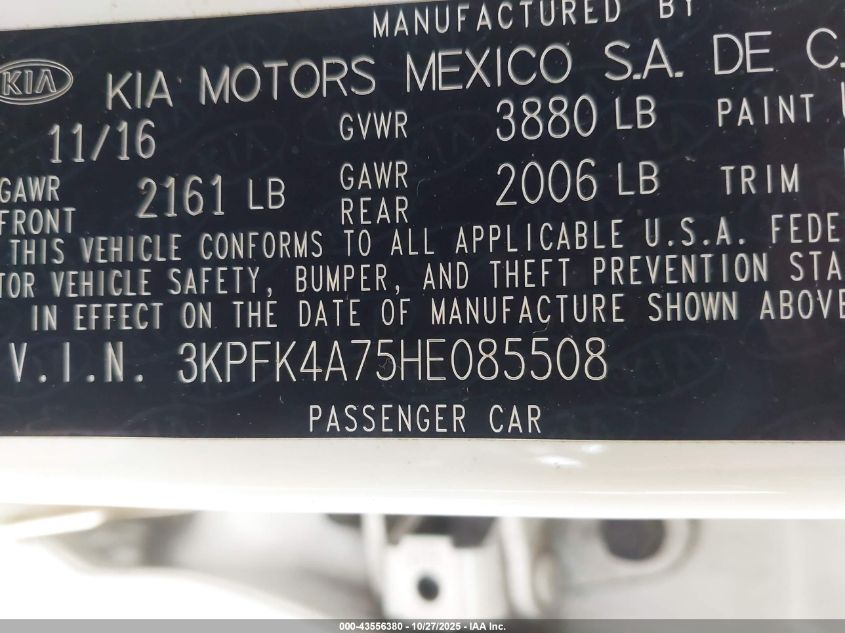 MANUFACTURED BY
KIA KIA MOTORS MEXICO S.A. DE C.
11/16 GVWR 3880 LB PAINT
GAWR FRONT 2161 LB GAWR REAR 2006 LB TRIM
THIS VEHICLE CONFORMS TO ALL APPLICABLE U.S.A. FEDE
OR VEHICLE SAFETY, BUMPER, AND THEFT PREVENTION STA
IN EFFECT ON THE DATE OF MANUFACTURE SHOWN ABOVE
V.I.N. 3KPFK4A75HE085508
PASSENGER CAR
000-43556380 • 10/27/2025 • IAA Inc.